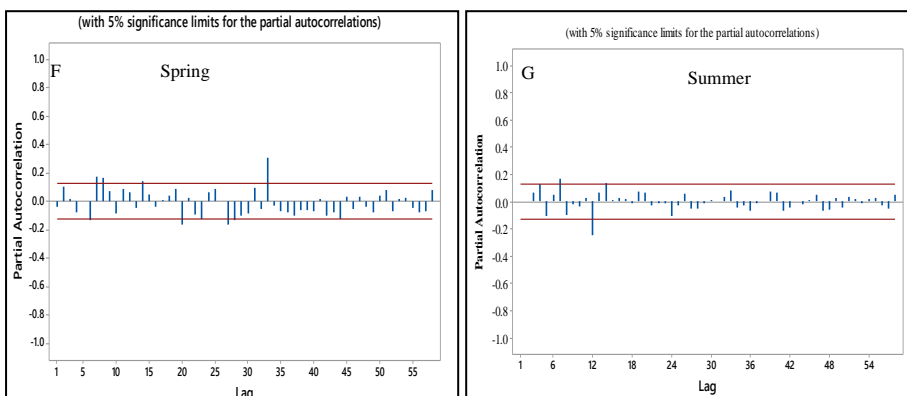 (with 5% significance limits for the partial autocorrelations)
F
Spring
Partial Autocorrelation
1.0
0.8
0.6
0.4
0.2
0.0
-0.2
-0.4
-0.6
-0.8
-1.0
1 5 10 15 20 25 30 35 40 45 50 55
Lag
(with 5% significance limits for the partial autocorrelations)
G
Summer
Partial Autocorrelation
1.0
0.8
0.6
0.4
0.2
0.0
-0.2
-0.4
-0.6
-0.8
-1.0
1 6 12 18 24 30 36 42 48 54
Lag